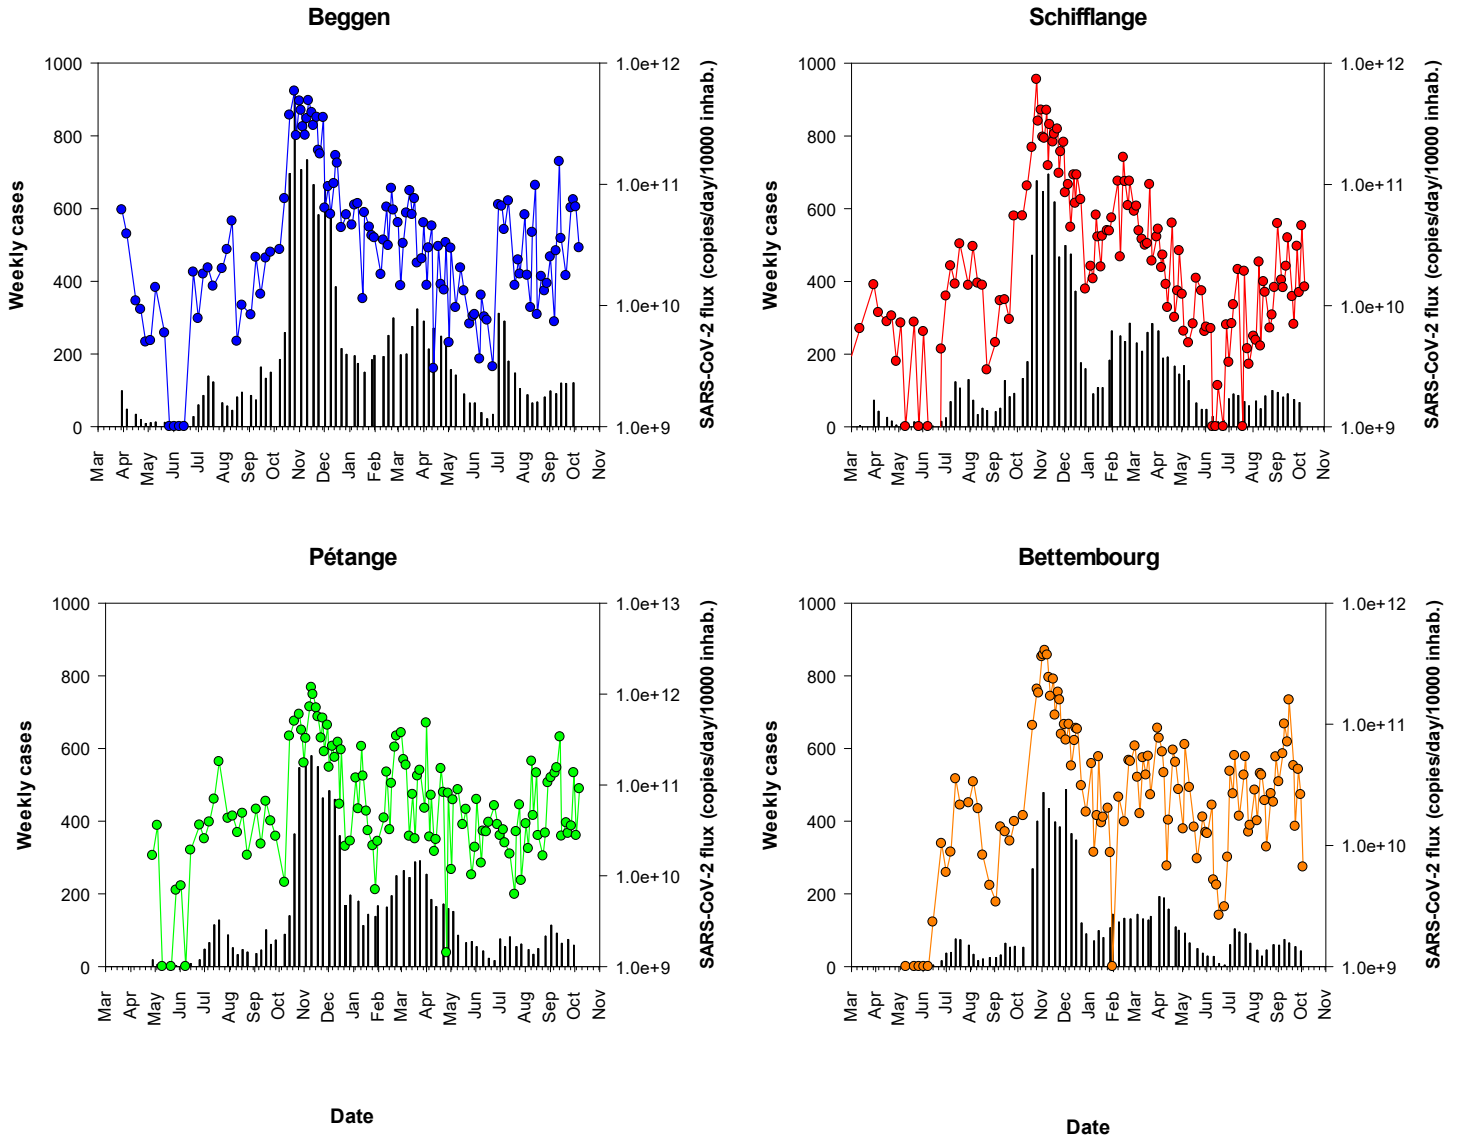 Beggen
Weekly cases
1000
800
600
400
200
0
1.0e+12
1.0e+11
1.0e+10
1.0e+9
SARS-CoV-2 flux (copies/day/10000 inhab.)
Mar Apr May Jun Jul Aug Sep Oct Nov Dec Jan Feb Mar Apr May Jun Jul Aug Sep Oct Nov
Schifflange
Weekly cases
1000
800
600
400
200
0
1.0e+12
1.0e+11
1.0e+10
1.0e+9
SARS-CoV-2 flux (copies/day/10000 inhab.)
Mar Apr May Jun Jul Aug Sep Oct Nov Dec Jan Feb Mar Apr May Jun Jul Aug Sep Oct Nov
Pétange
Weekly cases
1000
800
600
400
200
0
1.0e+13
1.0e+12
1.0e+11
1.0e+10
1.0e+9
SARS-CoV-2 flux (copies/day/10000 inhab.)
Mar Apr May Jun Jul Aug Sep Oct Nov Dec Jan Feb Mar Apr May Jun Jul Aug Sep Oct Nov
Date
Bettembourg
Weekly cases
1000
800
600
400
200
0
1.0e+12
1.0e+11
1.0e+10
1.0e+9
SARS-CoV-2 flux (copies/day/10000 inhab.)
Mar Apr May Jun Jul Aug Sep Oct Nov Dec Jan Feb Mar Apr May Jun Jul Aug Sep Oct Nov
Date